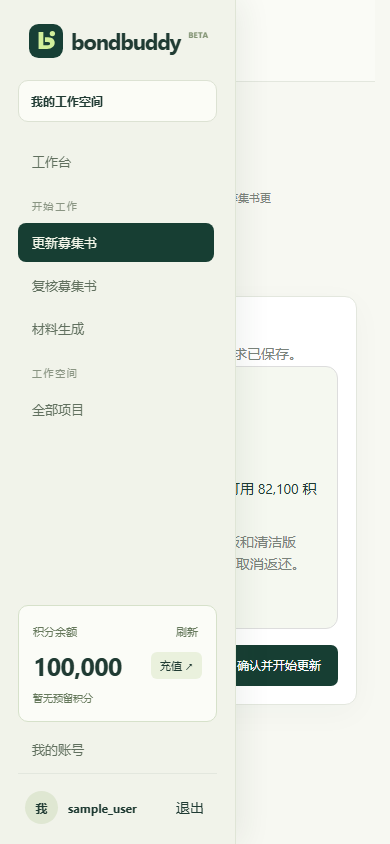 bondbuddy BETA
我的工作空间
工作台
开始工作
更新募集书
复核募集书
材料生成
工作空间
全部项目
集书更
求已保存。
可用 82,100 积
和清洁版
取消返还。
确认并开始更新
积分余额
刷新
100,000
充值 ↗
暂无预留积分
我的账号
我
sample_user
退出